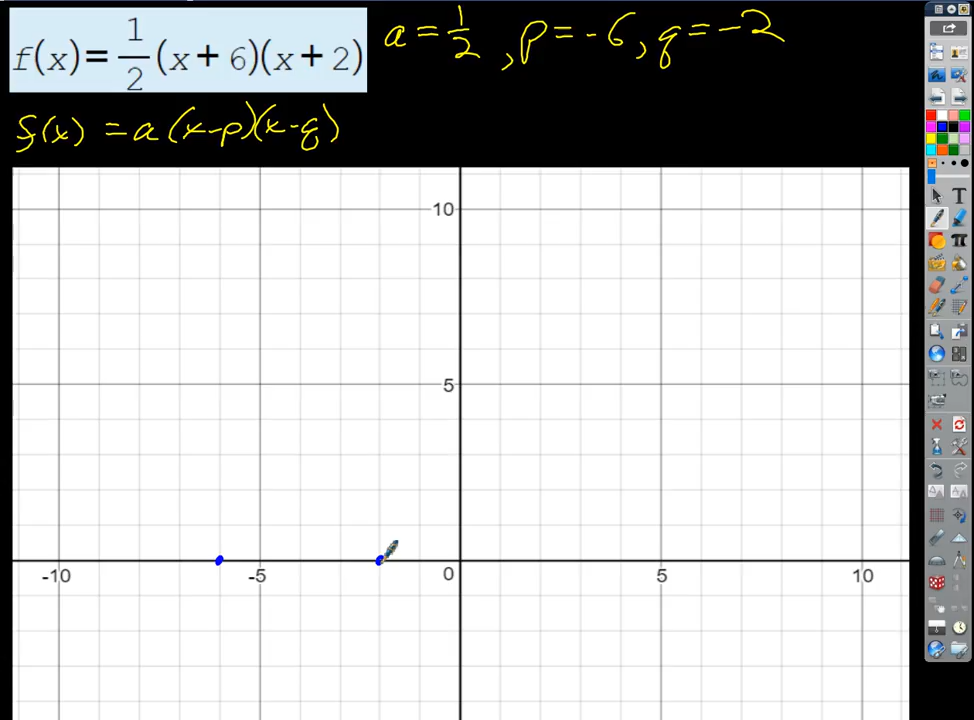 f(x)= 1/2 (x+6)(x+2)
a = 1/2, p = -6, q = -2
f(x) = a(x-p)(x-q)
10
5
-10 -5 0 5 10
T
π